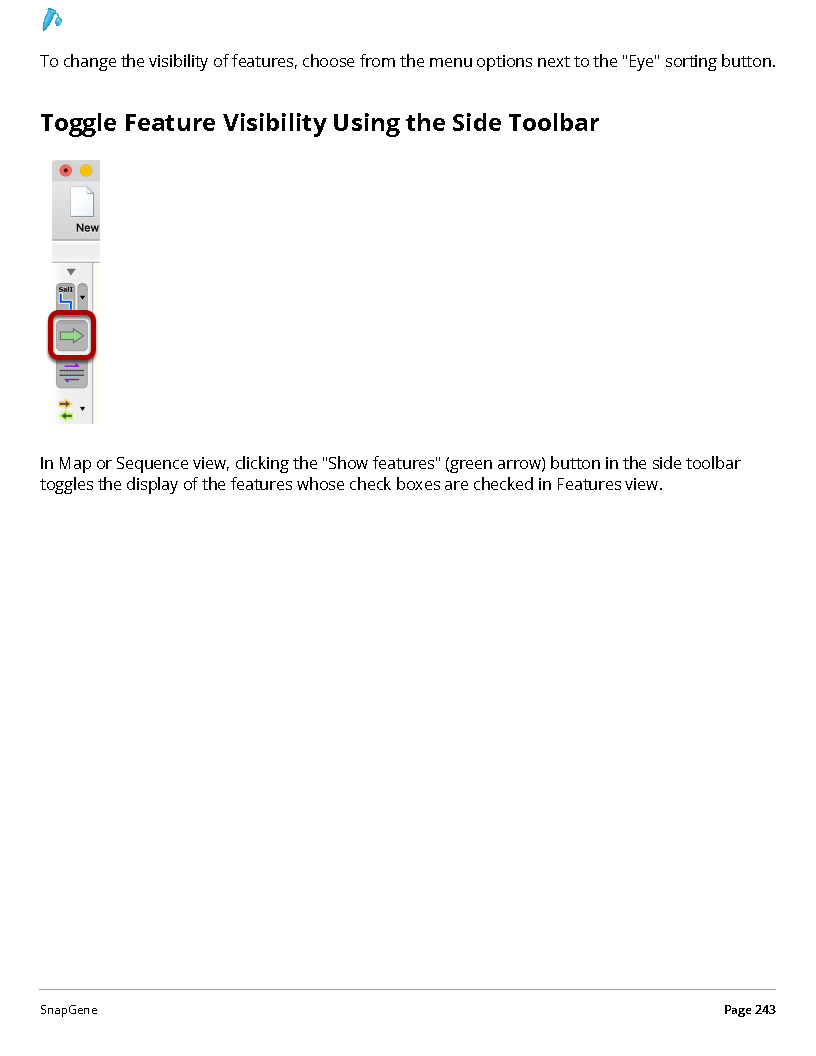 To change the visibility of features, choose from the menu options next to the "Eye" sorting button.
Toggle Feature Visibility Using the Side Toolbar
New
SalI
In Map or Sequence view, clicking the "Show features" (green arrow) button in the side toolbar
toggles the display of the features whose check boxes are checked in Features view.
SnapGene
Page 243